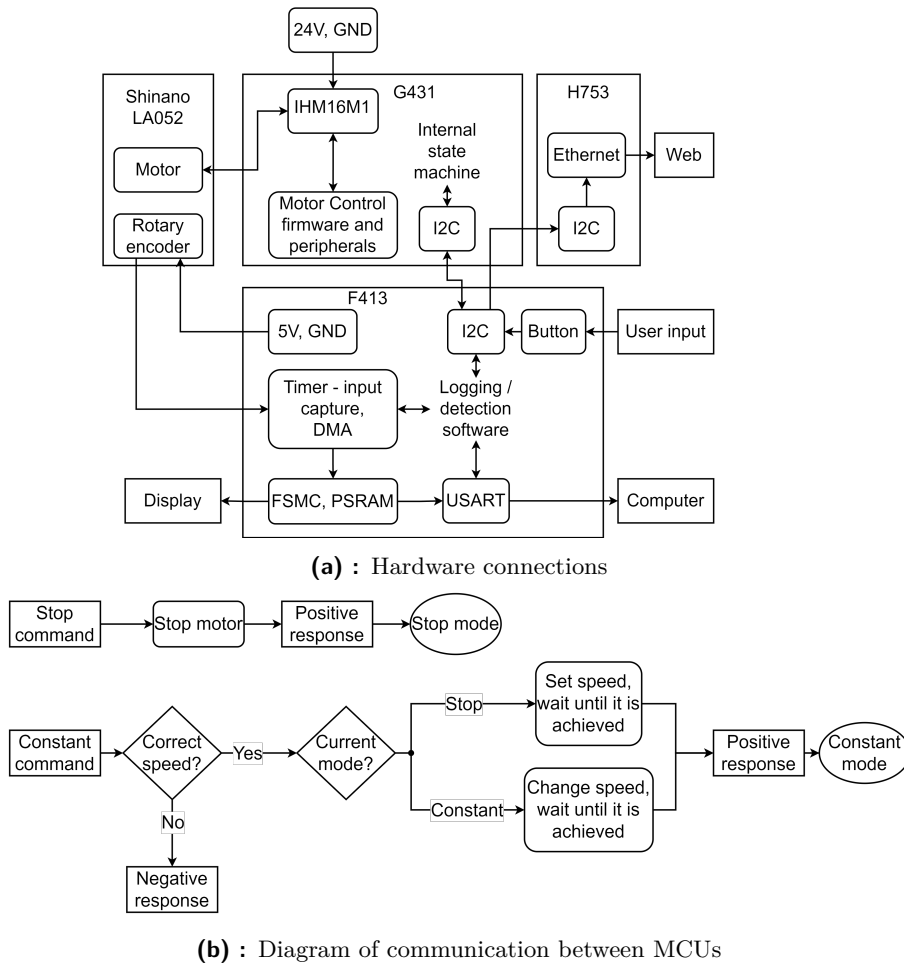 24V, GND
Shinano
LA052
G431
H753
IHM16M1
Internal
state
machine
Motor
Ethernet
Web
Motor Control
firmware and
peripherals
I2C
I2C
Rotary
encoder
F413
5V, GND
I2C
Button
User input
Timer - input
capture,
DMA
Logging /
detection
software
Display
FSMC, PSRAM
USART
Computer
(a) : Hardware connections
Stop
command
Stop motor
Positive
response
Stop mode
Constant
command
Correct
speed?
Yes
Current
mode?
Stop
Set speed,
wait until it is
achieved
Constant
Change speed,
wait until it is
achieved
Positive
response
Constant
mode
No
Negative
response
(b) : Diagram of communication between MCUs